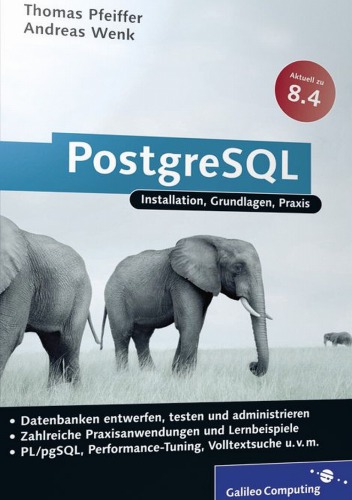 Thomas Pfeiffer
Andreas Wenk
Aktuell zu
8.4
PostgreSQL
Installation, Grundlagen, Praxis
• Datenbanken entwerfen, testen und administrieren
• Zahlreiche Praxisanwendungen und Lernbeispiele
• PL/pgSQL, Performance-Tuning, Volltextsuche u.v.m.
Galileo Computing